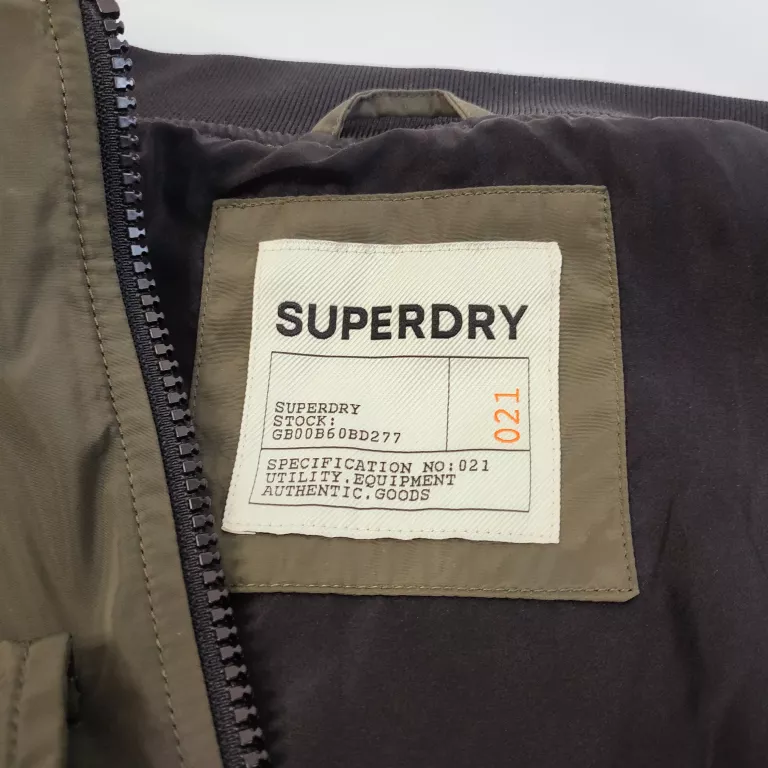 SUPERDRY
SUPERDRY
STOCK:
GB00B60BD277
021
SPECIFICATION NO:021
UTILITY.EQUIPMENT
AUTHENTIC.GOODS